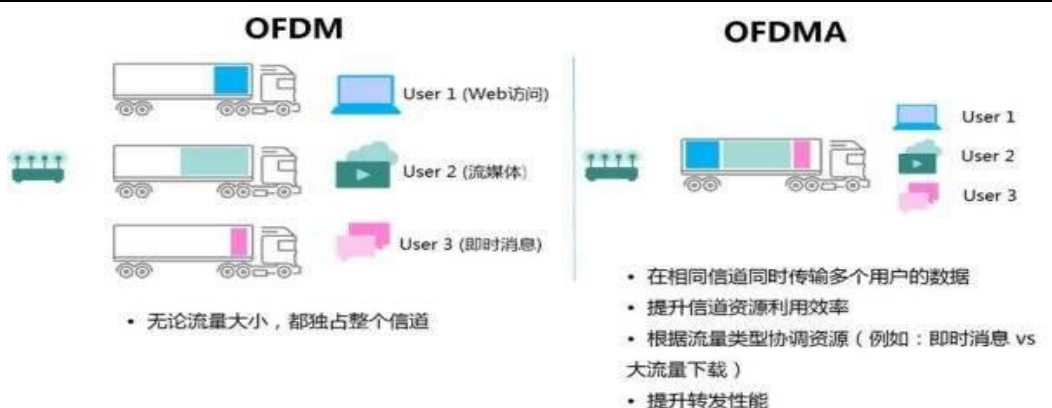 OFDM
User 1 (Web访问)
User 2 (流媒体)
User 3 (即时消息)
• 无论流量大小，都独占整个信道
OFDMA
User 1
User 2
User 3
• 在相同信道同时传输多个用户的数据
• 提升信道资源利用效率
• 根据流量类型协调资源（例如：即时消息 vs
大流量下载）
• 提升转发性能